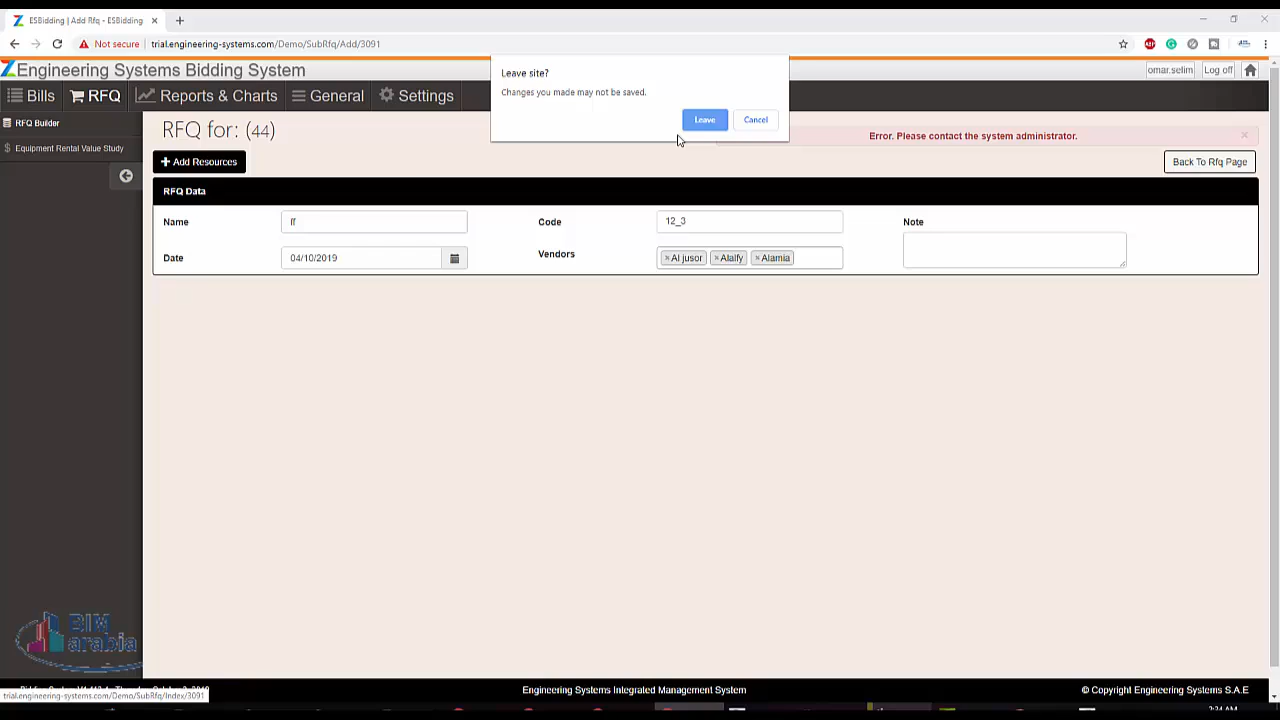 ESBidding | Add Rfq - ESBidding
Not secure
trial.engineering-systems.com/Demo/SubRfq/Add/3091
Leave site?
Changes you made may not be saved.
Leave
Cancel
Engineering Systems Bidding System
omar.selim
Log off
Bills
RFQ
Reports & Charts
General
Settings
RFQ Builder
Equipment Rental Value Study
RFQ for: (44)
Error. Please contact the system administrator.
×
+ Add Resources
Back To Rfq Page
RFQ Data
Name
ff
Code
12_3
Note
Date
04/10/2019
Vendors
× Al jusor
× Alalfy
× Alamia
BIM
arabia
trial.engineering-systems.com/Demo/SubRfq/Index/3091
Engineering Systems Integrated Management System
© Copyright Engineering Systems S.A.E